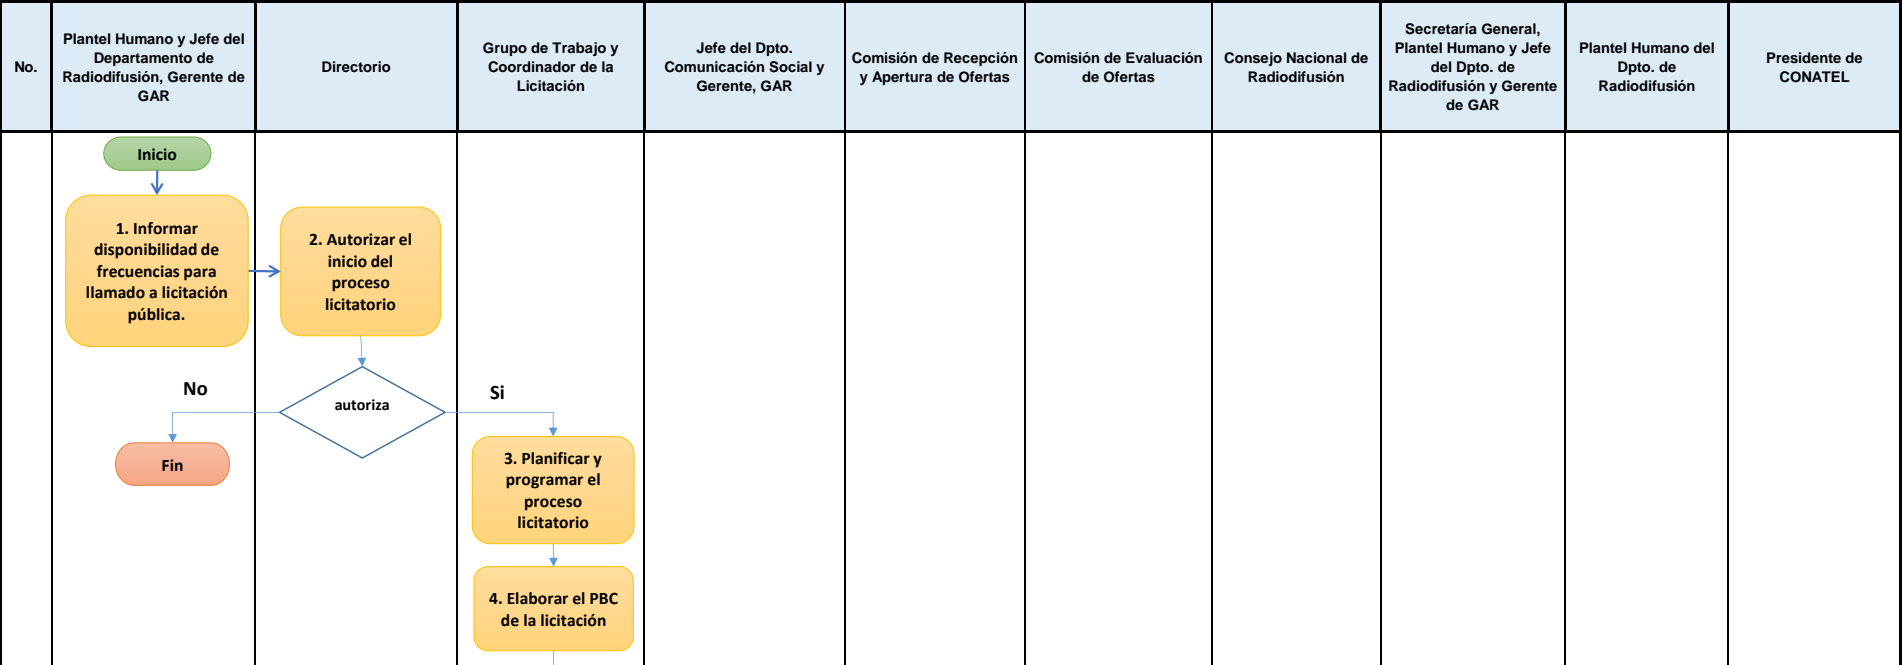 No.
Plantel Humano y Jefe del
Departamento de
Radiodifusión, Gerente de
GAR
Directorio
Grupo de Trabajo y
Coordinador de la
Licitación
Jefe del Dpto.
Comunicación Social y
Gerente, GAR
Comisión de Recepción
y Apertura de Ofertas
Comisión de Evaluación
de Ofertas
Consejo Nacional de
Radiodifusión
Secretaría General,
Plantel Humano y Jefe
del Dpto. de
Radiodifusión y Gerente
de GAR
Plantel Humano del
Dpto. de
Radiodifusión
Presidente de
CONATEL
Inicio
1. Informar
disponibilidad de
frecuencias para
llamado a licitación
pública.
2. Autorizar el
inicio del
proceso
licitatorio
No
autoriza
Si
Fin
3. Planificar y
programar el
proceso
licitatorio
4. Elaborar el PBC
de la licitación